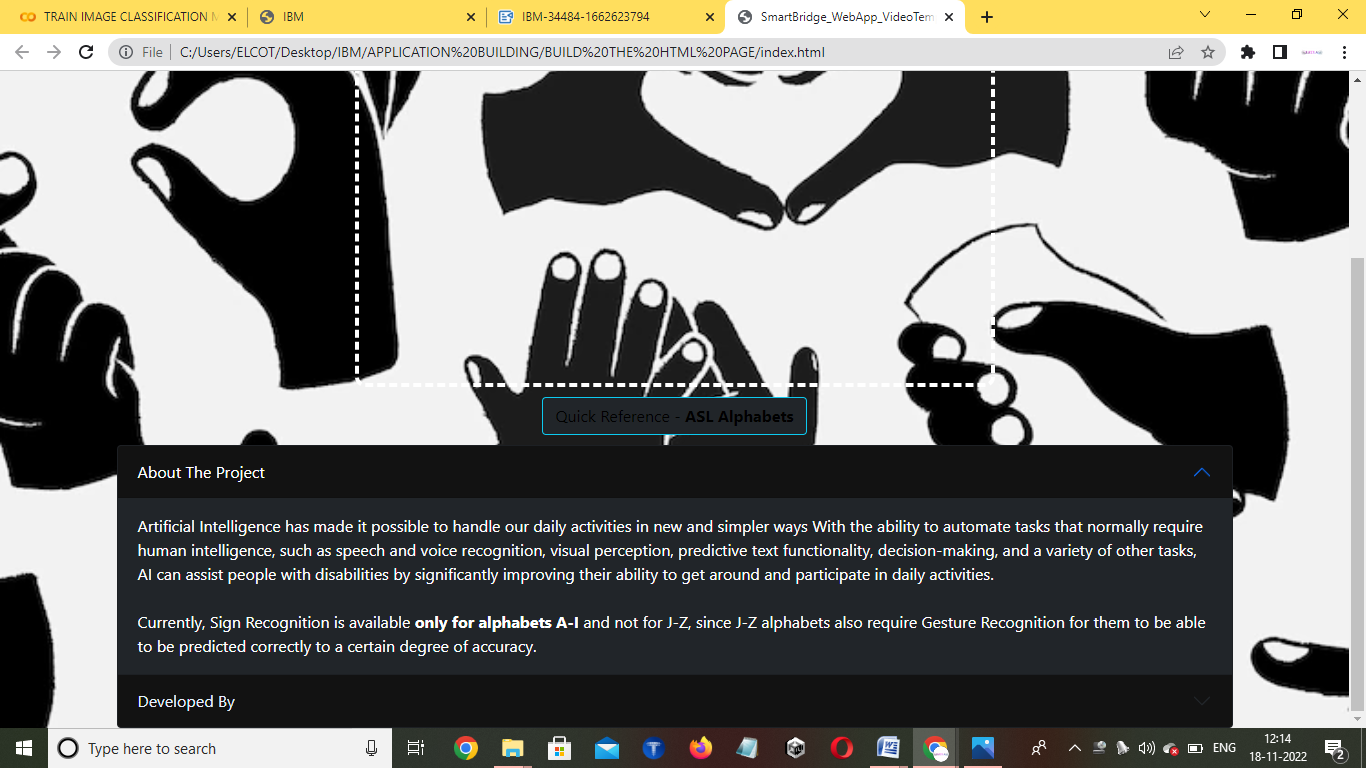 TRAIN IMAGE CLASSIFICATION M
IBM
IBM-34484-1662623794
SmartBridge_WebApp_VideoTem
File
C:/Users/ELCOT/Desktop/IBM/APPLICATION%20BUILDING/BUILD%20THE%20HTML%20PAGE/index.html
Quick Reference - ASL Alphabets
About The Project
Artificial Intelligence has made it possible to handle our daily activities in new and simpler ways With the ability to automate tasks that normally require
human intelligence, such as speech and voice recognition, visual perception, predictive text functionality, decision-making, and a variety of other tasks,
AI can assist people with disabilities by significantly improving their ability to get around and participate in daily activities.
Currently, Sign Recognition is available only for alphabets A-I and not for J-Z, since J-Z alphabets also require Gesture Recognition for them to be able
to be predicted correctly to a certain degree of accuracy.
Developed By
Type here to search
ENG
12:14
18-11-2022
2